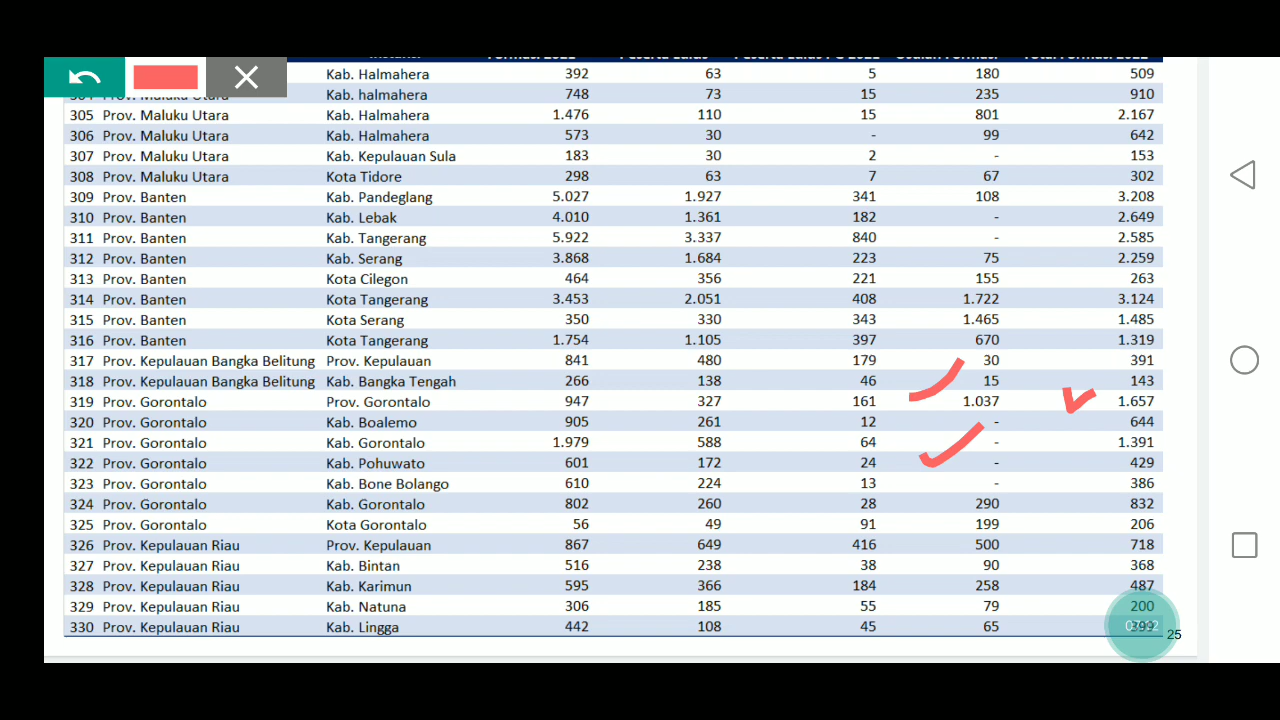 Kab. Halmahera 392 63 5 180 509
Prov. Maluku Utara Kab. halmahera 748 73 15 235 910
305 Prov. Maluku Utara Kab. Halmahera 1.476 110 15 801 2.167
306 Prov. Maluku Utara Kab. Halmahera 573 30 - 99 642
307 Prov. Maluku Utara Kab. Kepulauan Sula 183 30 2 - 153
308 Prov. Maluku Utara Kota Tidore 298 63 7 67 302
309 Prov. Banten Kab. Pandeglang 5.027 1.927 341 108 3.208
310 Prov. Banten Kab. Lebak 4.010 1.361 182 - 2.649
311 Prov. Banten Kab. Tangerang 5.922 3.337 840 - 2.585
312 Prov. Banten Kab. Serang 3.868 1.684 223 75 2.259
313 Prov. Banten Kota Cilegon 464 356 221 155 263
314 Prov. Banten Kota Tangerang 3.453 2.051 408 1.722 3.124
315 Prov. Banten Kota Serang 350 330 343 1.465 1.485
316 Prov. Banten Kota Tangerang 1.754 1.105 397 670 1.319
317 Prov. Kepulauan Bangka Belitung Prov. Kepulauan 841 480 179 30 391
318 Prov. Kepulauan Bangka Belitung Kab. Bangka Tengah 266 138 46 15 143
319 Prov. Gorontalo Prov. Gorontalo 947 327 161 1.037 1.657
320 Prov. Gorontalo Kab. Boalemo 905 261 12 - 644
321 Prov. Gorontalo Kab. Gorontalo 1.979 588 64 - 1.391
322 Prov. Gorontalo Kab. Pohuwato 601 172 24 - 429
323 Prov. Gorontalo Kab. Bone Bolango 610 224 13 - 386
324 Prov. Gorontalo Kab. Gorontalo 802 260 28 290 832
325 Prov. Gorontalo Kota Gorontalo 56 49 91 199 206
326 Prov. Kepulauan Riau Prov. Kepulauan 867 649 416 500 718
327 Prov. Kepulauan Riau Kab. Bintan 516 238 38 90 368
328 Prov. Kepulauan Riau Kab. Karimun 595 366 184 258 487
329 Prov. Kepulauan Riau Kab. Natuna 306 185 55 79 200
330 Prov. Kepulauan Riau Kab. Lingga 442 108 45 65 399
25